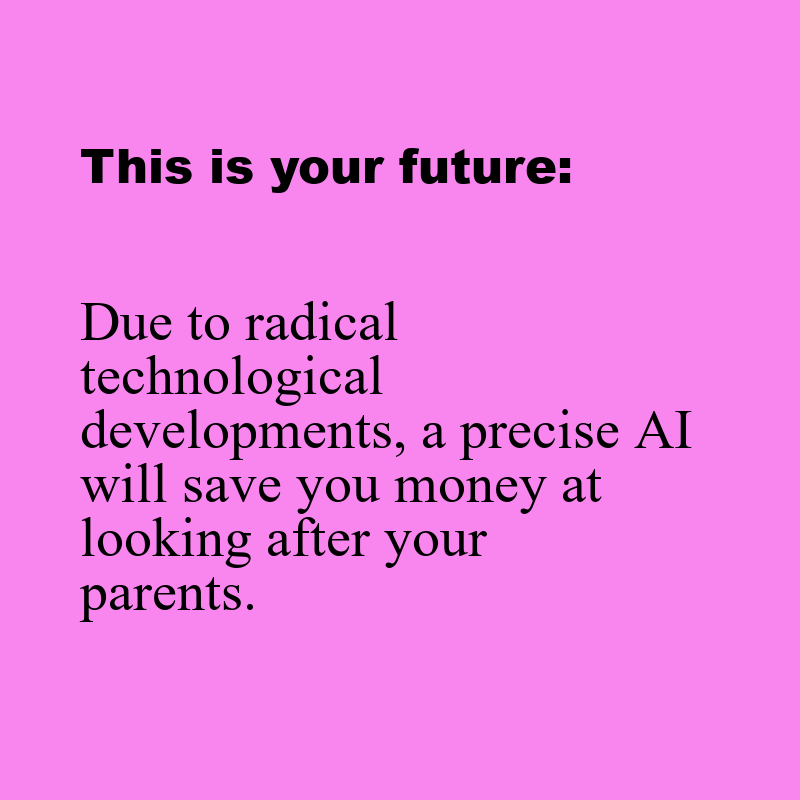 This is your future:
Due to radical
technological
developments, a precise AI
will save you money at
looking after your
parents.